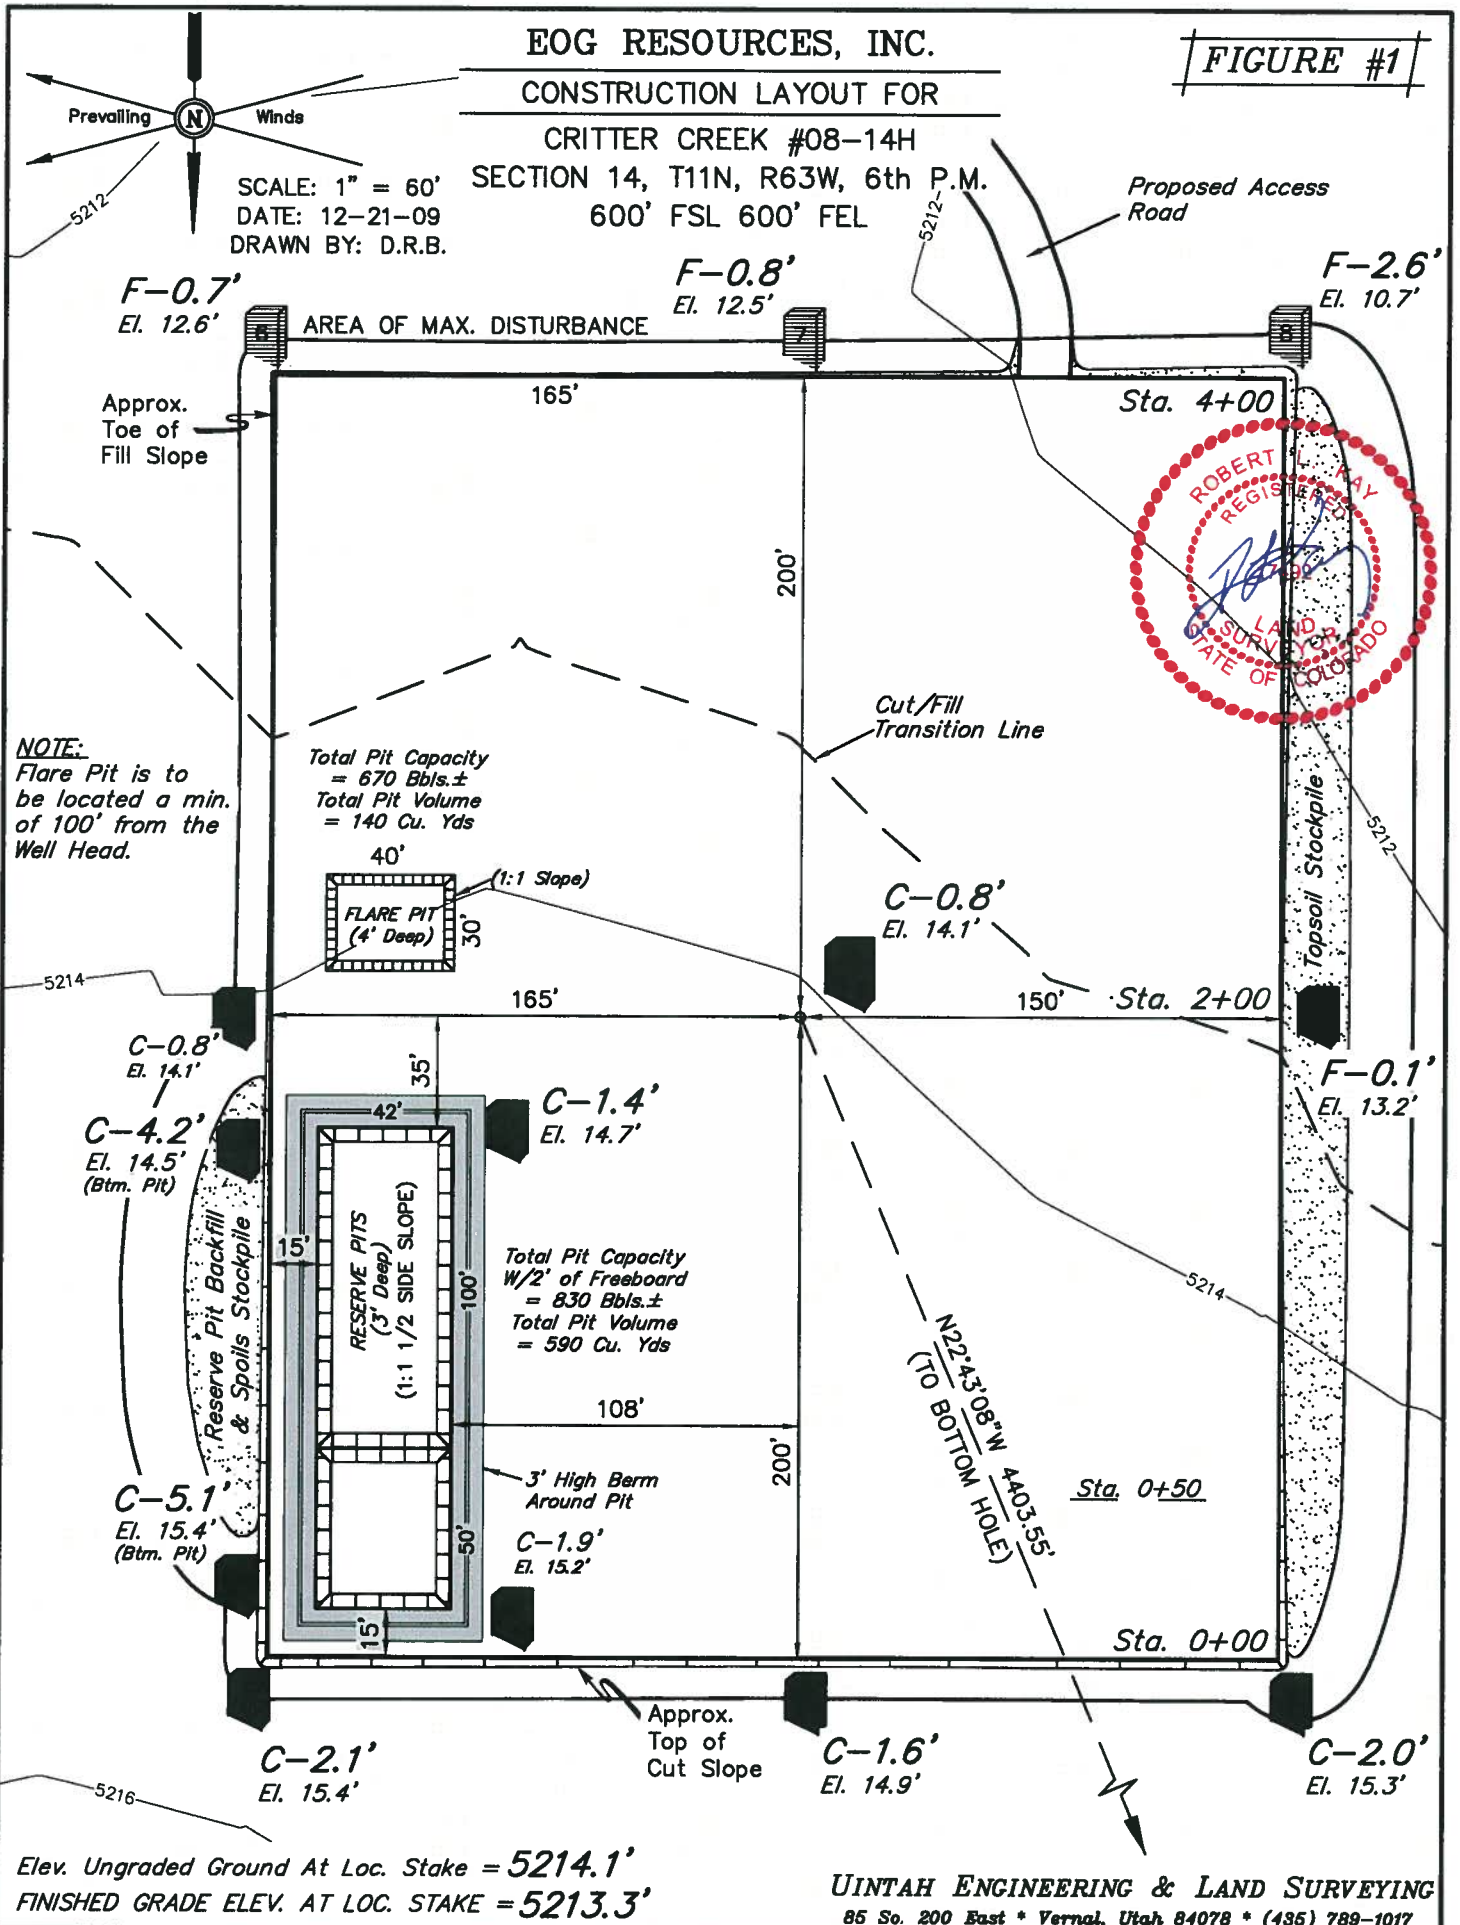 EOG RESOURCES, INC.
CONSTRUCTION LAYOUT FOR
CRITTER CREEK #08-14H
SECTION 14, T11N, R63W, 6th P.M.
600' FSL 600' FEL
FIGURE #1
Prevailing
N
Winds
SCALE: 1" = 60'
DATE: 12-21-09
DRAWN BY: D.R.B.
5212
5212
Proposed Access
Road
F-0.7'
El. 12.6'
F-0.8'
El. 12.5'
F-2.6'
El. 10.7'
6
AREA OF MAX. DISTURBANCE
7
8
165'
Sta. 4+00
Approx.
Toe of
Fill Slope
ROBERT L. KAY
REGISTERED
LAND
SURVEYOR
STATE OF COLORADO
200'
Cut/Fill
Transition Line
NOTE:
Flare Pit is to
be located a min.
of 100' from the
Well Head.
Total Pit Capacity
= 670 Bbls.±
Total Pit Volume
= 140 Cu. Yds
40'
(1:1 Slope)
FLARE PIT
(4' Deep)
30'
Topsoil Stockpile
5212
C-0.8'
El. 14.1'
5214
165'
150'
Sta. 2+00
C-0.8'
El. 14.1'
35'
F-0.1'
El. 13.2'
C-4.2'
El. 14.5'
(Btm. Pit)
42'
C-1.4'
El. 14.7'
Reserve Pit Backfill
& Spoils Stockpile
15'
RESERVE PITS
(3' Deep)
(1:1 1/2 SIDE SLOPE)
100'
Total Pit Capacity
W/2' of Freeboard
= 830 Bbls.±
Total Pit Volume
= 590 Cu. Yds
5214
N22°43'08"W 4403.55'
(TO BOTTOM HOLE)
108'
200'
3' High Berm
Around Pit
Sta. 0+50
C-5.1'
El. 15.4'
(Btm. Pit)
50'
C-1.9'
El. 15.2'
15'
Sta. 0+00
Approx.
Top of
Cut Slope
C-2.1'
El. 15.4'
C-1.6'
El. 14.9'
C-2.0'
El. 15.3'
5216
Elev. Ungraded Ground At Loc. Stake = 5214.1'
FINISHED GRADE ELEV. AT LOC. STAKE = 5213.3'
UINTAH ENGINEERING & LAND SURVEYING
85 So. 200 East * Vernal, Utah 84078 * (435) 789-1017